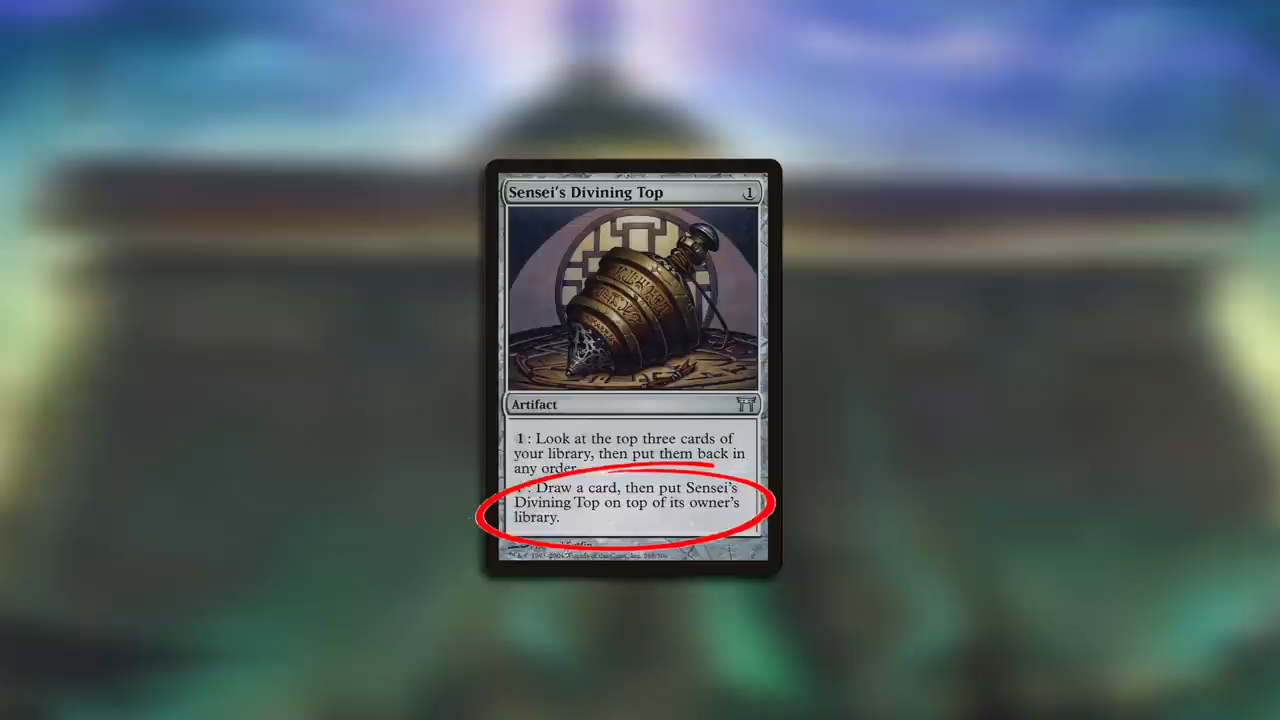 Sensei's Divining Top 1
Artifact
1: Look at the top three cards of
your library, then put them back in
any order.
: Draw a card, then put Sensei's
Divining Top on top of its owner's
library.